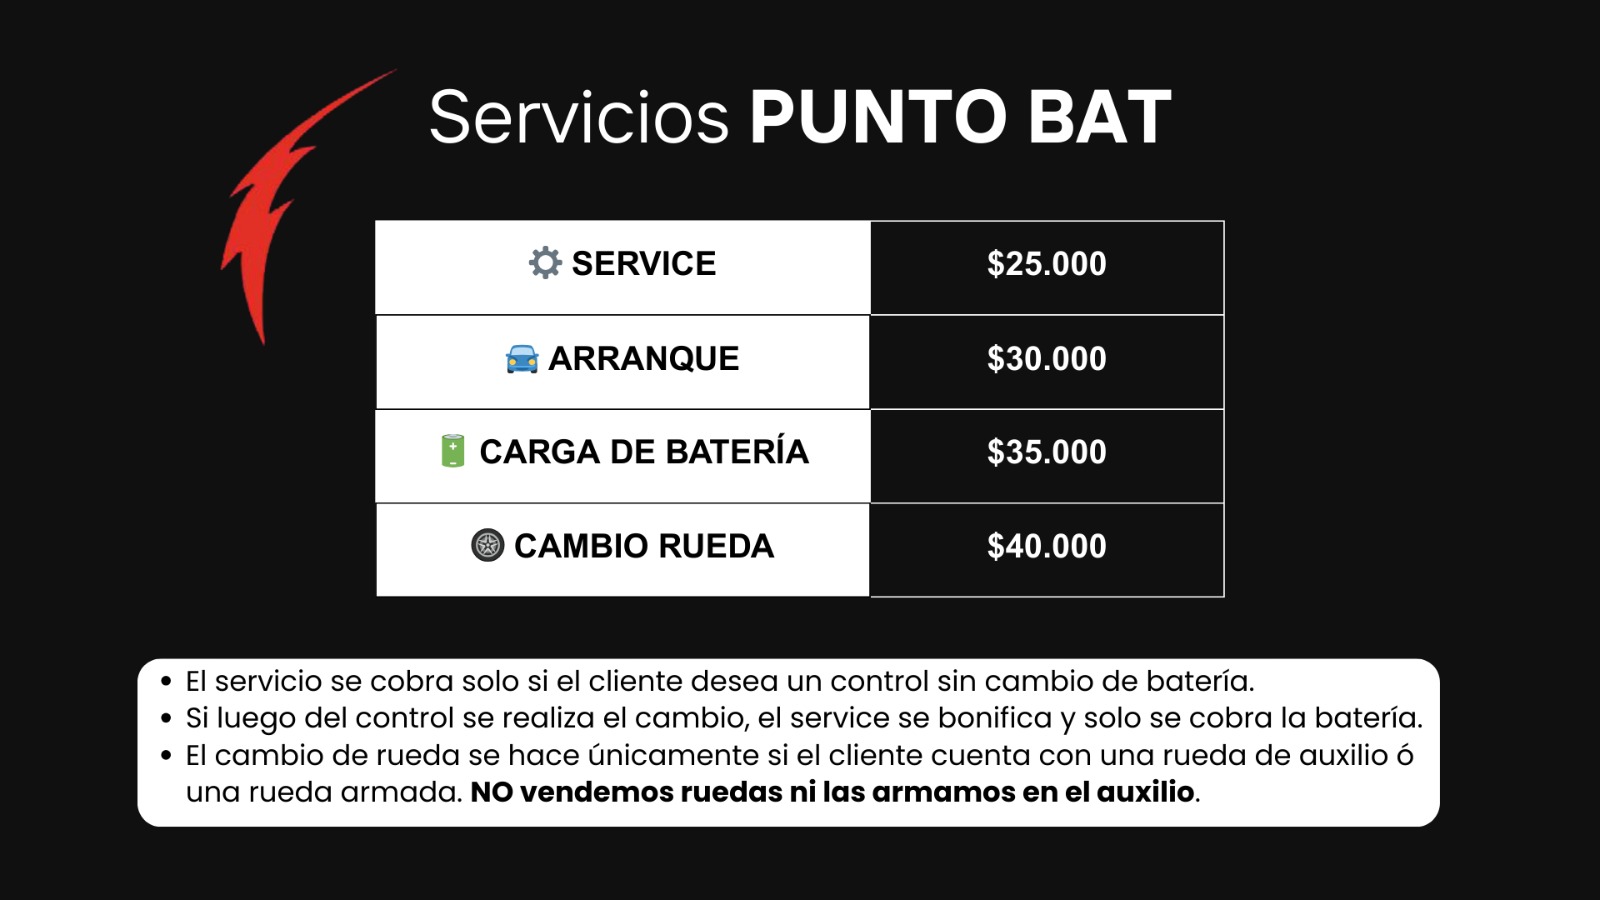 Servicios PUNTO BAT
SERVICE $25.000
ARRANQUE $30.000
CARGA DE BATERÍA $35.000
CAMBIO RUEDA $40.000
• El servicio se cobra solo si el cliente desea un control sin cambio de batería.
• Si luego del control se realiza el cambio, el service se bonifica y solo se cobra la batería.
• El cambio de rueda se hace únicamente si el cliente cuenta con una rueda de auxilio ó
una rueda armada. NO vendemos ruedas ni las armamos en el auxilio.